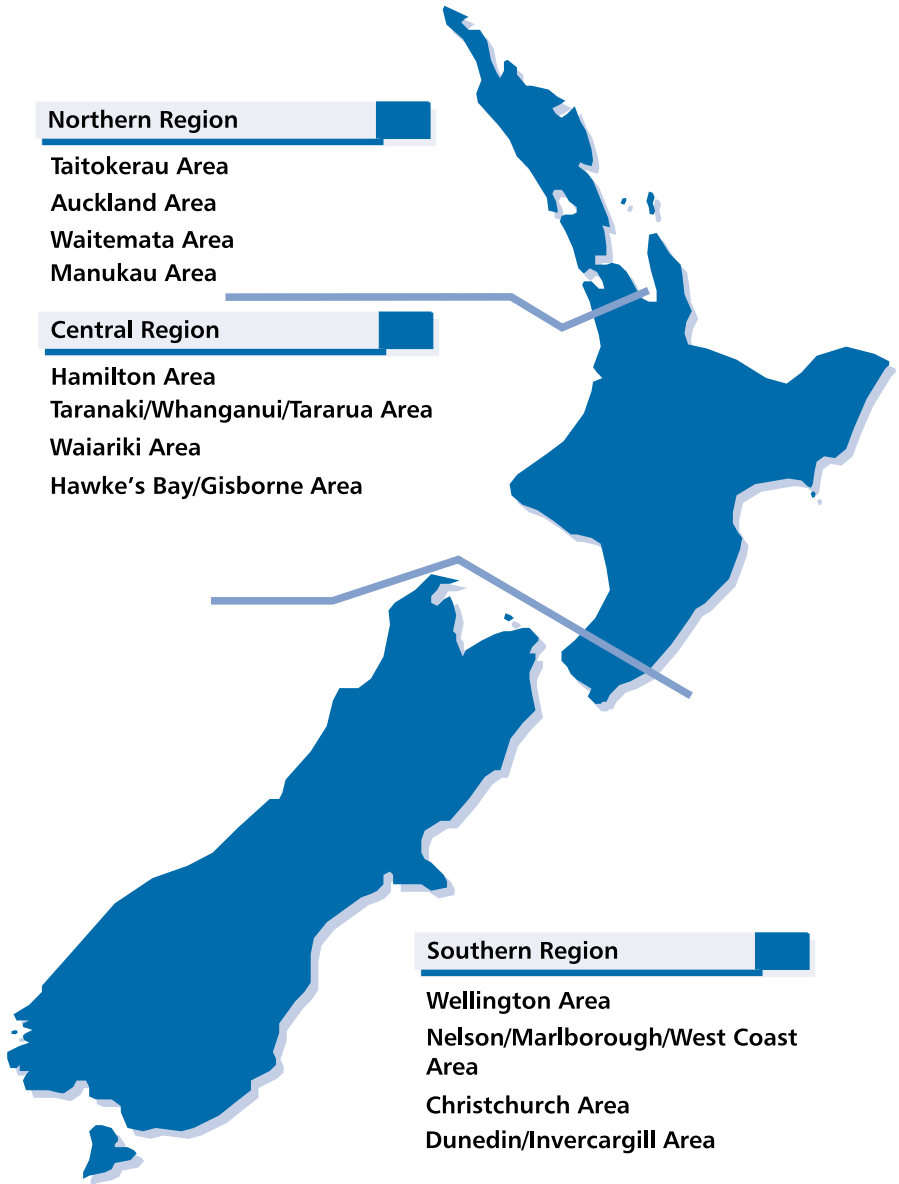 Northern Region
Taitokerau Area
Auckland Area
Waitemata Area
Manukau Area
Central Region
Hamilton Area
Taranaki/Whanganui/Tararua Area
Waiariki Area
Hawke’s Bay/Gisborne Area
Southern Region
Wellington Area
Nelson/Marlborough/West Coast
Area
Christchurch Area
Dunedin/Invercargill Area